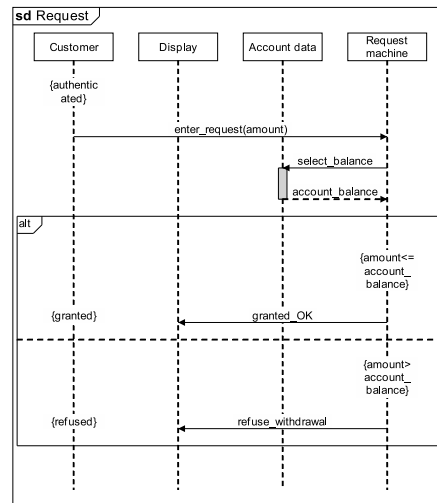 sd Request
Customer
Display
Account data
Request
machine
{authentic
ated}
enter_request(amount)
select_balance
account_balance
alt
{amount<=
account_
balance}
{granted}
granted_OK
{amount>
account_
balance}
{refused}
refuse_withdrawal